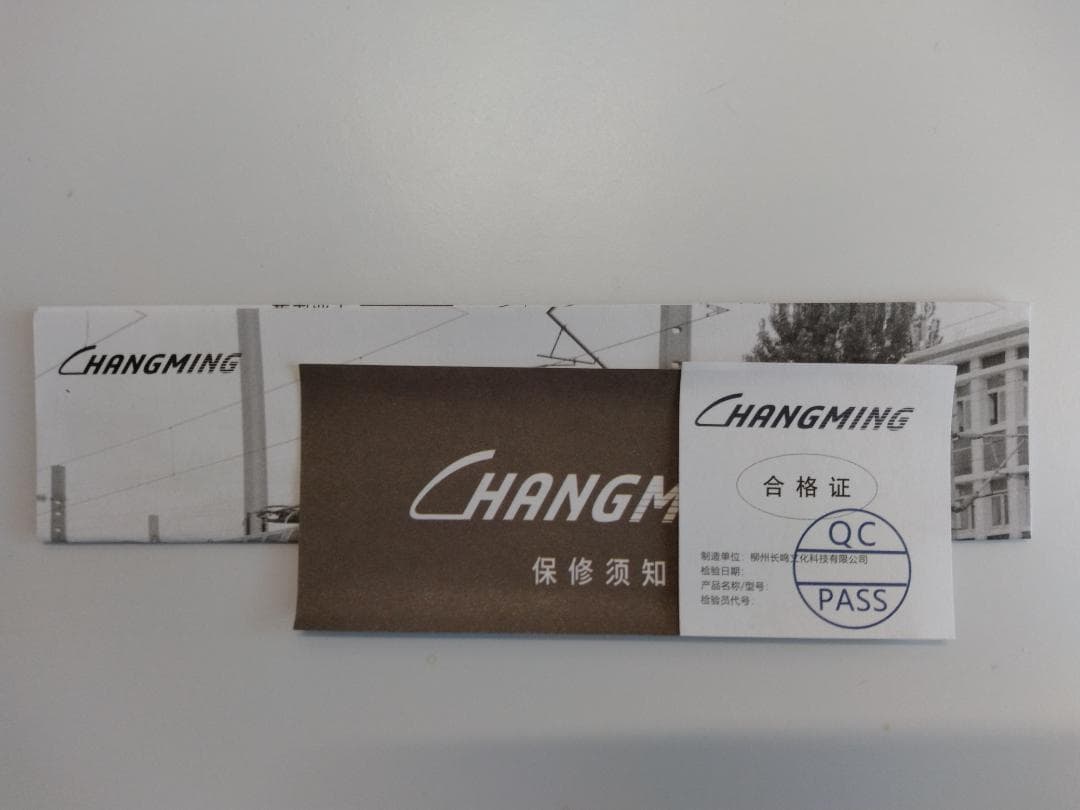 CHANGMING
CHANGM
保修须知
CHANGMING
合格证
QC
制造单位：柳州长鸣文化科技有限公司
检验日期：
产品名称/型号：
检验员代号：
PASS